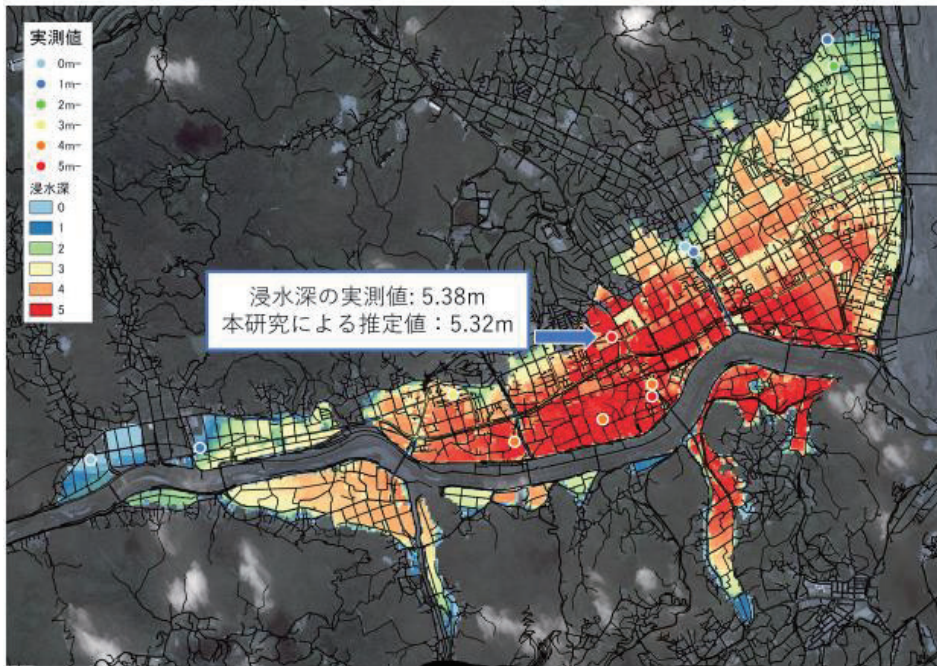 実測値
0m-
1m-
2m-
3m-
4m-
5m-
浸水深
0
1
2
3
4
5
浸水深の実測値: 5.38m
本研究による推定値：5.32m